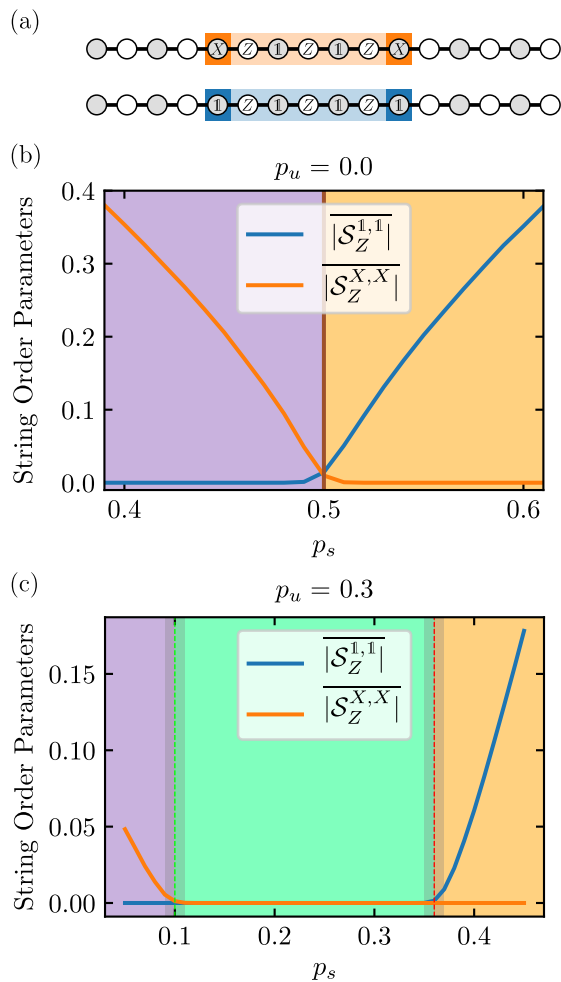 (a)
X Z 𝟙 Z 𝟙 Z X
𝟙 Z 𝟙 Z 𝟙 Z 𝟙
(b)
p_u = 0.0
String Order Parameters
0.4
0.3
0.2
0.1
0.0
|S_Z^{𝟙,𝟙}|
|S_Z^{X,X}|
0.4 0.5 0.6
p_s
(c)
p_u = 0.3
String Order Parameters
0.15
0.10
0.05
0.00
|S_Z^{𝟙,𝟙}|
|S_Z^{X,X}|
0.1 0.2 0.3 0.4
p_s